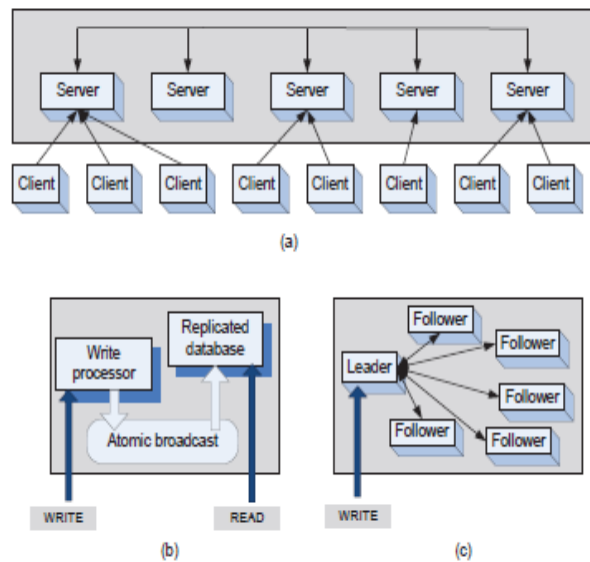 Server Server Server Server Server
Client Client Client Client Client Client Client Client
(a)
Write
processor
Replicated
database
Atomic broadcast
WRITE READ
(b)
Follower
Follower
Leader
Follower
Follower
Follower
WRITE
(c)